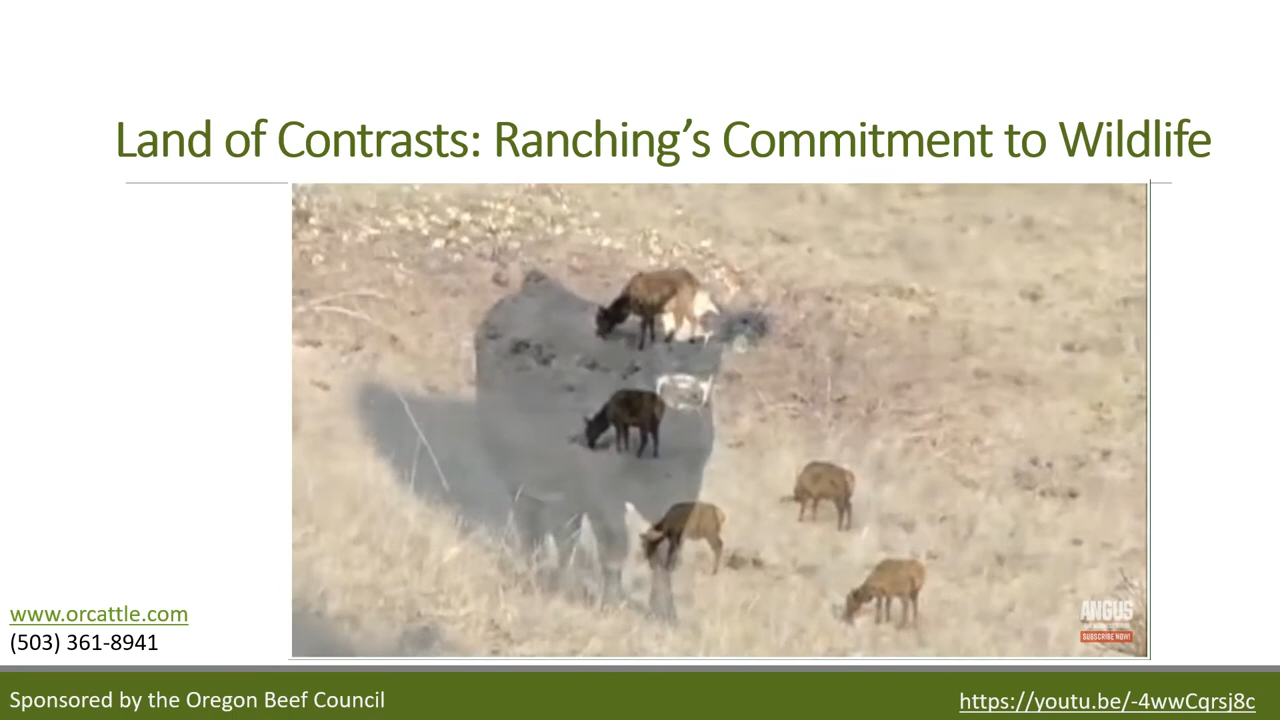 Land of Contrasts: Ranching’s Commitment to Wildlife
ANGUS
SUBSCRIBE NOW!
www.orcattle.com
(503) 361-8941
Sponsored by the Oregon Beef Council
https://youtu.be/-4wwCqrsj8c